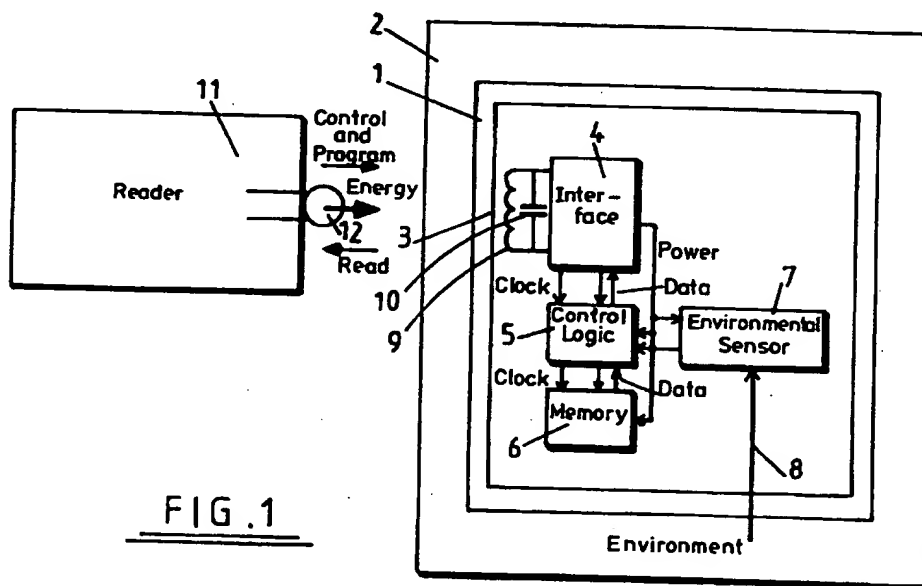 2
1
11
Control
and
Program
Reader
Energy
12
Read
3
10
9
4
Inter-
face
Power
Clock
Data
7
5
Control
Logic
Environmental
Sensor
Clock
Data
6
Memory
8
FIG.1
Environment